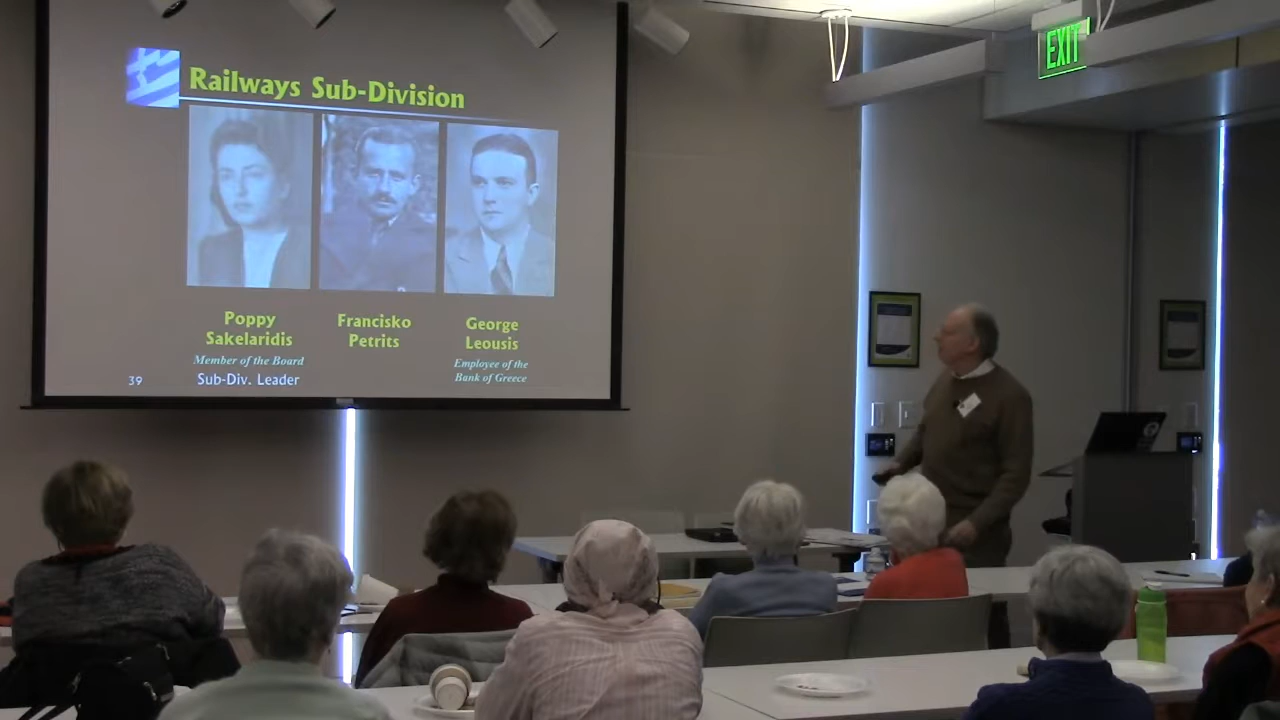 Railways Sub-Division
Poppy
Sakelaridis
Member of the Board
Sub-Div. Leader
Francisko
Petrits
George
Leousis
Employee of the
Bank of Greece
39
EXIT